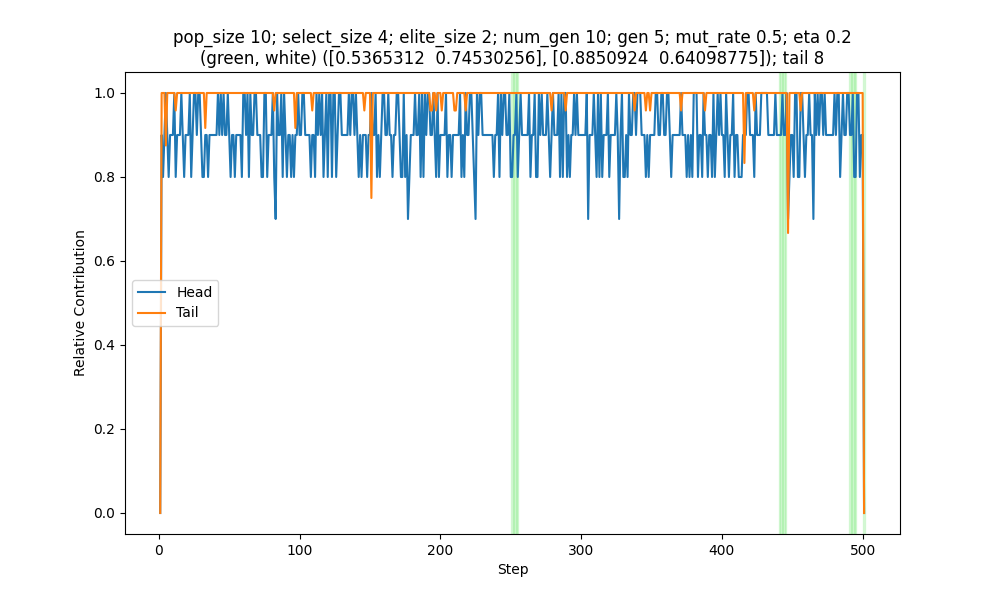 pop_size 10; select_size 4; elite_size 2; num_gen 10; gen 5; mut_rate 0.5; eta 0.2
(green, white) ([0.5365312  0.74530256], [0.8850924  0.64098775]); tail 8
1.0
0.8
0.6
0.4
0.2
0.0
Relative Contribution
Head
Tail
0
100
200
300
400
500
Step